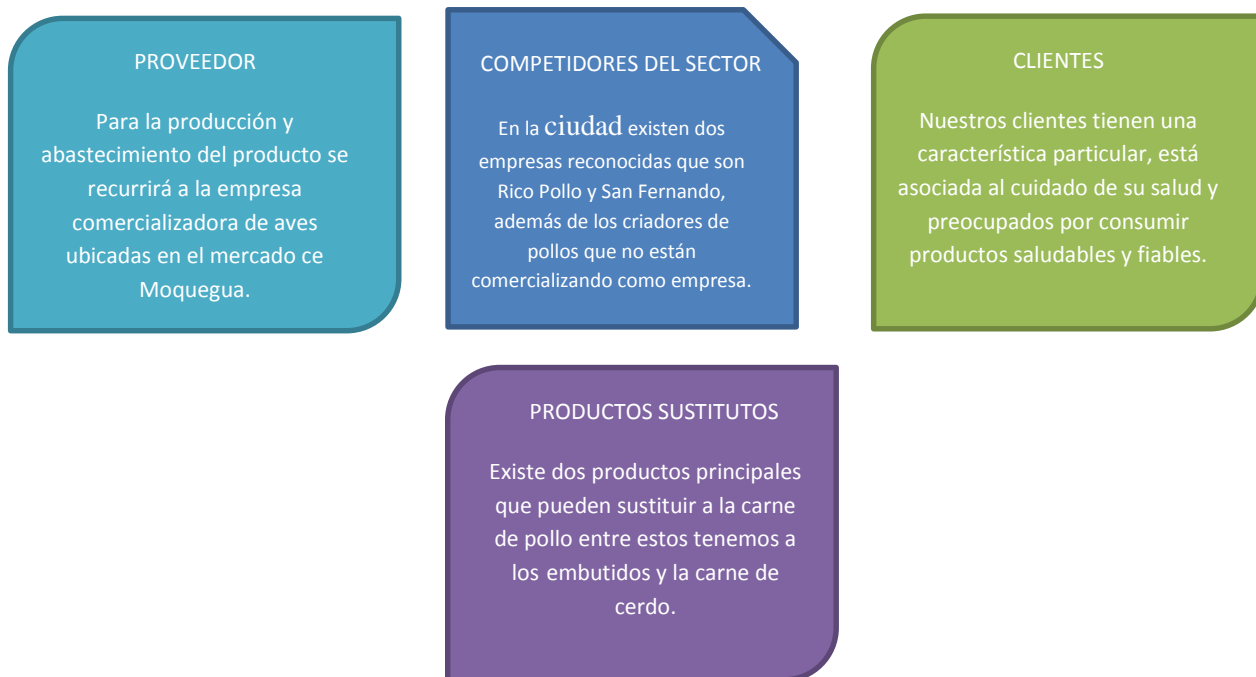 PROVEEDOR
Para la producción y
abastecimiento del producto se
recurrirá a la empresa
comercializadora de aves
ubicadas en el mercado ce
Moquegua.
COMPETIDORES DEL SECTOR
En la ciudad existen dos
empresas reconocidas que son
Rico Pollo y San Fernando,
además de los criadores de
pollos que no están
comercializando como empresa.
CLIENTES
Nuestros clientes tienen una
característica particular, está
asociada al cuidado de su salud y
preocupados por consumir
productos saludables y fiables.
PRODUCTOS SUSTITUTOS
Existe dos productos principales
que pueden sustituir a la carne
de pollo entre estos tenemos a
los embutidos y la carne de
cerdo.